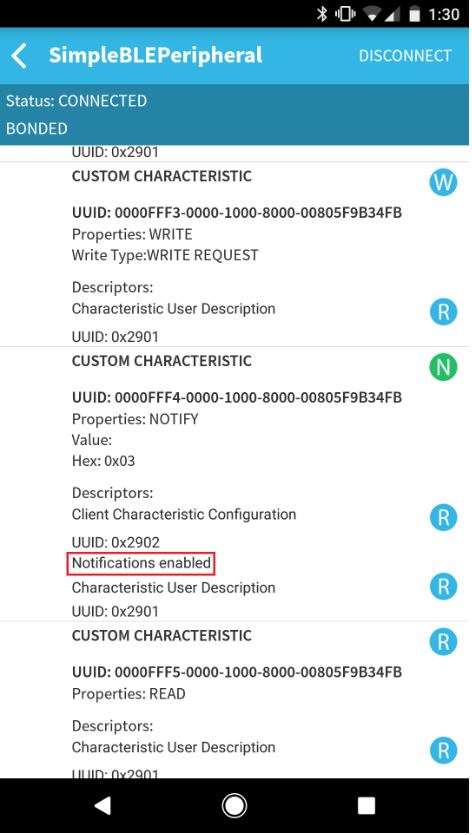 1:30
SimpleBLEPeripheral DISCONNECT
Status: CONNECTED
BONDED
UUID: 0x2901
CUSTOM CHARACTERISTIC W
UUID: 0000FFF3-0000-1000-8000-00805F9B34FB
Properties: WRITE
Write Type:WRITE REQUEST
Descriptors:
Characteristic User Description R
UUID: 0x2901
CUSTOM CHARACTERISTIC N
UUID: 0000FFF4-0000-1000-8000-00805F9B34FB
Properties: NOTIFY
Value:
Hex: 0x03
Descriptors:
Client Characteristic Configuration R
UUID: 0x2902
Notifications enabled
Characteristic User Description R
UUID: 0x2901
CUSTOM CHARACTERISTIC R
UUID: 0000FFF5-0000-1000-8000-00805F9B34FB
Properties: READ
Descriptors:
Characteristic User Description R
UUID: 0x2901